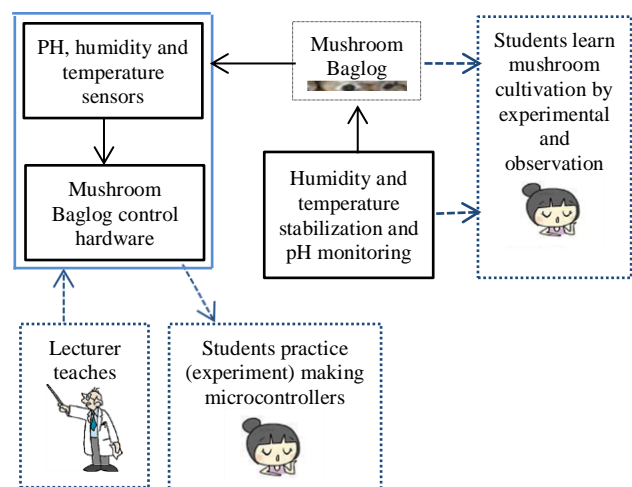 PH, humidity and
temperature
sensors
Mushroom
Baglog
Students learn
mushroom
cultivation by
experimental
and
observation
Mushroom
Baglog control
hardware
Humidity and
temperature
stabilization and
pH monitoring
Lecturer
teaches
Students practice
(experiment) making
microcontrollers